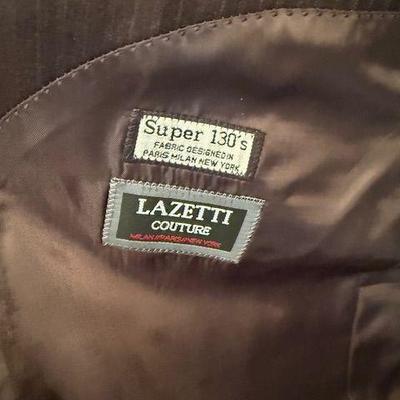 Super 130's
FABRIC DESIGNED IN
PARIS MILAN NEW YORK
LAZETTI
COUTURE
MILAN//PARIS//NEW YORK